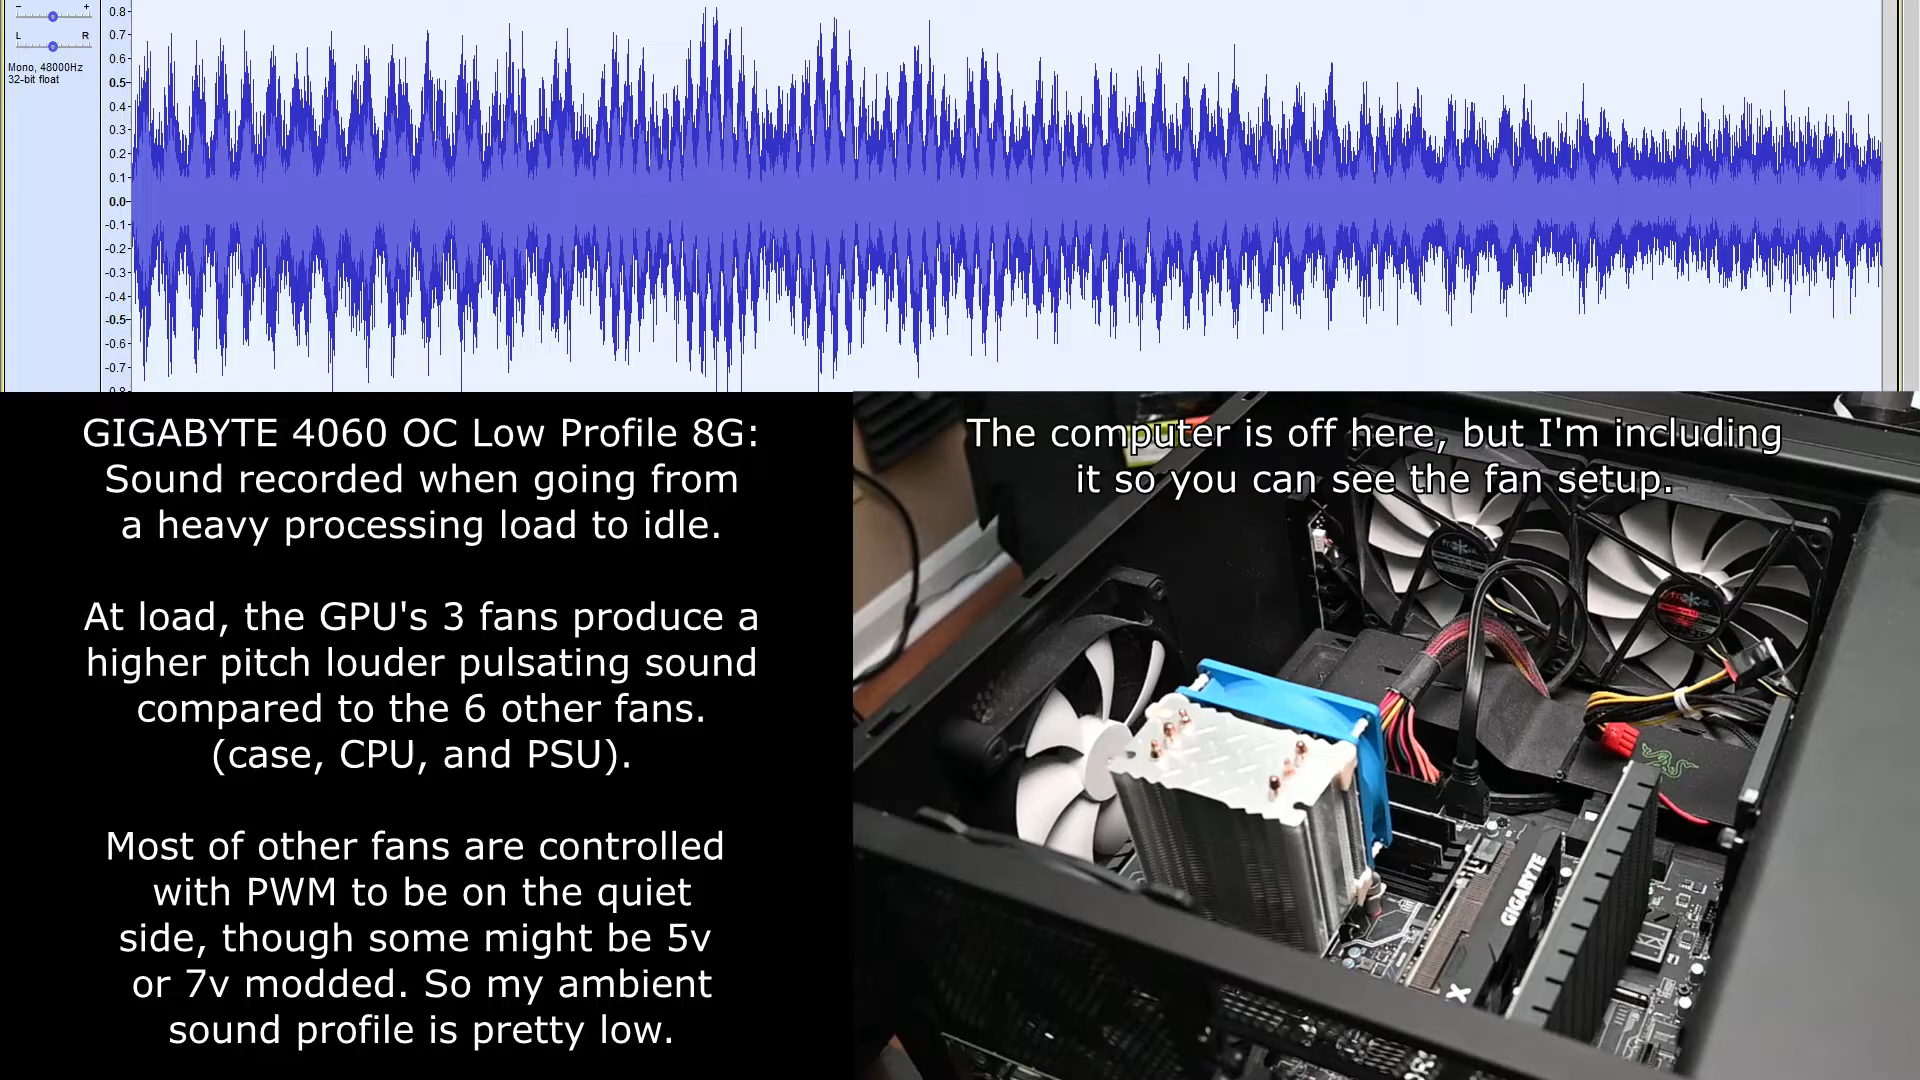 - +
L R
Mono, 48000Hz
32-bit float
0.8
0.7
0.6
0.5
0.4
0.3
0.2
0.1
0.0
-0.1
-0.2
-0.3
-0.4
-0.5
-0.6
-0.7
-0.8
GIGABYTE 4060 OC Low Profile 8G:
Sound recorded when going from
a heavy processing load to idle.
At load, the GPU's 3 fans produce a
higher pitch louder pulsating sound
compared to the 6 other fans.
(case, CPU, and PSU).
Most of other fans are controlled
with PWM to be on the quiet
side, though some might be 5v
or 7v modded. So my ambient
sound profile is pretty low.
The computer is off here, but I'm including
it so you can see the fan setup.
GIGABYTE
X